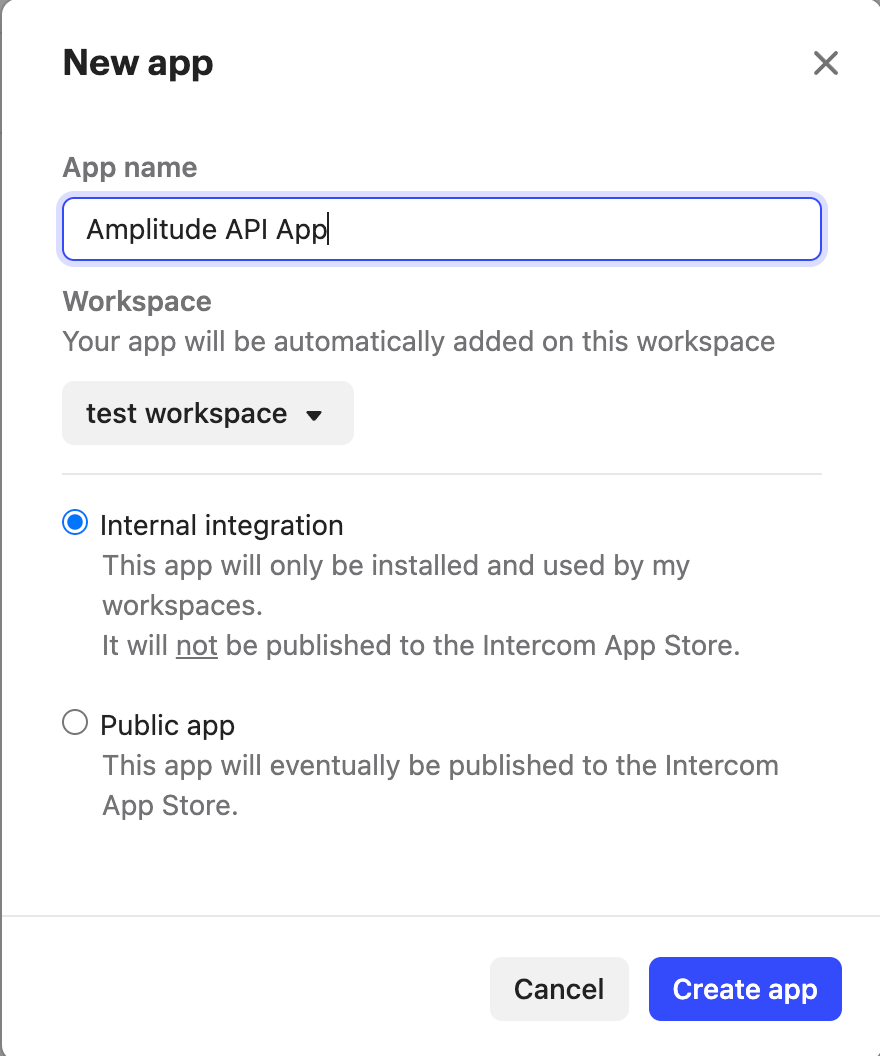 New app
App name
Amplitude API App
Workspace
Your app will be automatically added on this workspace
test workspace
Internal integration
This app will only be installed and used by my
workspaces.
It will not be published to the Intercom App Store.
Public app
This app will eventually be published to the Intercom
App Store.
Cancel
Create app